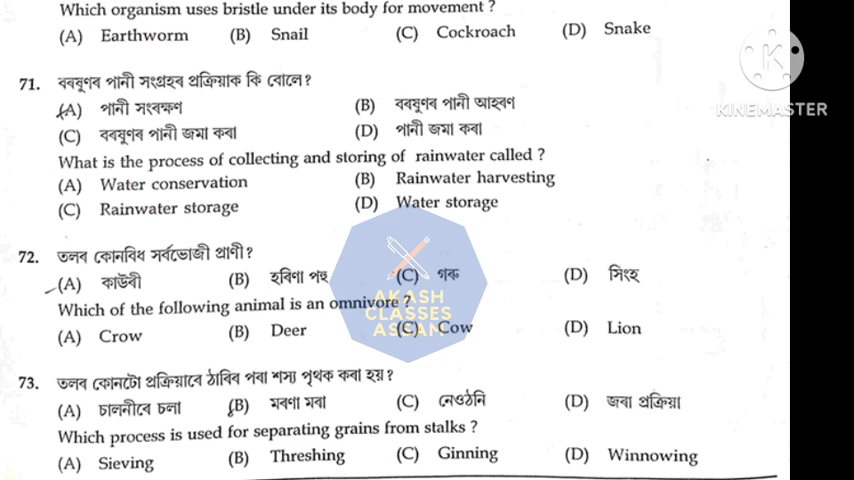 Which organism uses bristle under its body for movement ?
(A) Earthworm (B) Snail (C) Cockroach (D) Snake
71. বৰষুণৰ পানী সংগ্ৰহৰ প্ৰক্ৰিয়াক কি বোলে?
(A) পানী সংৰক্ষণ (B) বৰষুণৰ পানী আহৰণ
(C) বৰষুণৰ পানী জমা কৰা (D) পানী জমা কৰা
What is the process of collecting and storing of rainwater called ?
(A) Water conservation (B) Rainwater harvesting
(C) Rainwater storage (D) Water storage
72. তলৰ কোনবিধ সৰ্বভোজী প্ৰাণী?
(A) কাউৰী (B) হৰিণা পহু (C) গৰু (D) সিংহ
Which of the following animal is an omnivore ?
(A) Crow (B) Deer (C) Cow (D) Lion
73. তলৰ কোনটো প্ৰক্ৰিয়াৰে ঠাৰিৰ পৰা শস্য পৃথক কৰা হয়?
(A) চালনীৰে চলা (B) মৰণা মৰা (C) নেওঠনি (D) জৰা প্ৰক্ৰিয়া
Which process is used for separating grains from stalks ?
(A) Sieving (B) Threshing (C) Ginning (D) Winnowing
KINEMASTER
AKASH
CLASSES
ASSAM